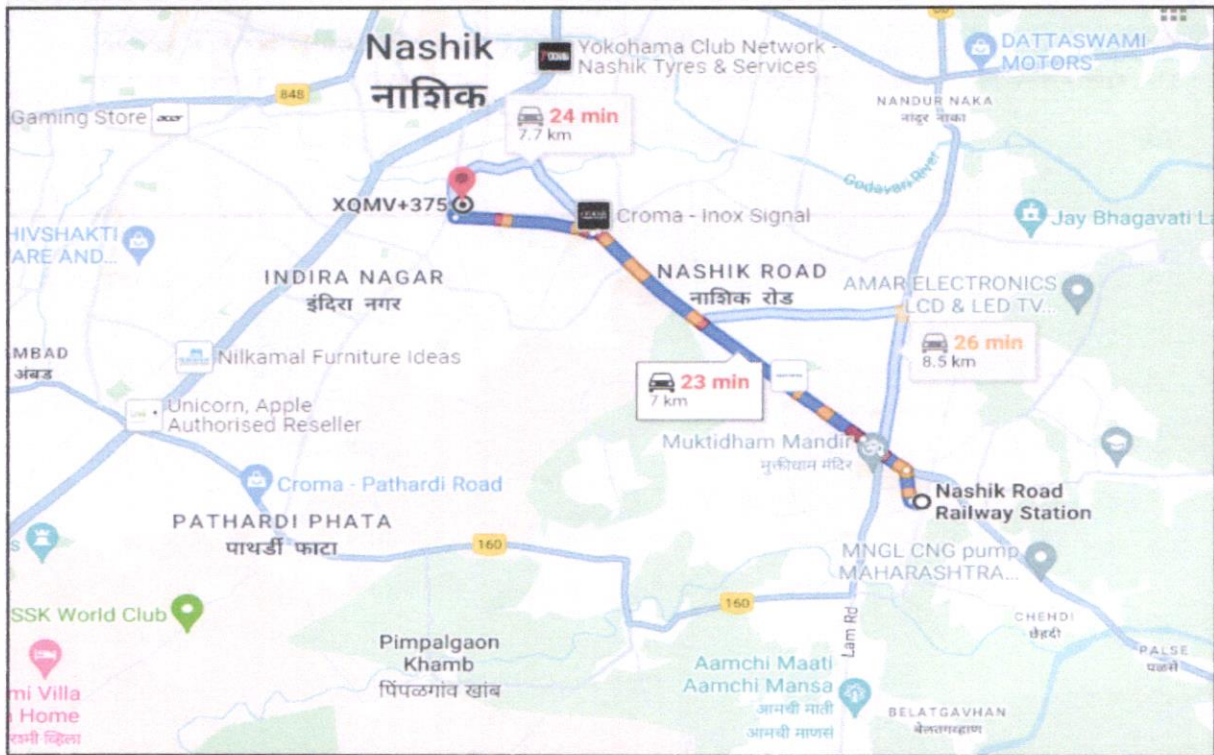 Nashik
नाशिक
Yokohama Club Network -
Nashik Tyres & Services
DATTASWAMI
MOTORS
848
Gaming Store
acer
24 min
7.7 km
NANDUR NAKA
नांदूर नाका
Godavari River
XQMV+375
Croma - Inox Signal
Jay Bhagavati La
HIVSHAKTI
ARE AND...
INDIRA NAGAR
इंदिरा नगर
NASHIK ROAD
नाशिक रोड
AMAR ELECTRONICS
LCD & LED TV...
MBAD
अंबड
Nilkamal Furniture Ideas
26 min
8.5 km
23 min
7 km
Unicorn, Apple
Authorised Reseller
Muktidham Mandir
मुक्तीधाम मंदिर
Croma - Pathardi Road
Nashik Road
Railway Station
PATHARDI PHATA
पाथर्डी फाटा
160
MNGL CNG pump
MAHARASHTRA...
s
SSK World Club
160
CHEHDI
छेहदी
Pimpalgaon
Khamb
पिंपळगांव खांब
Lam Rd
PALSE
पळसे
Aamchi Maati
Aamchi Mansa
आमची माती
आमची माणसं
mi Villa
Home
BELATGAVHAN
बेलतगव्हाण